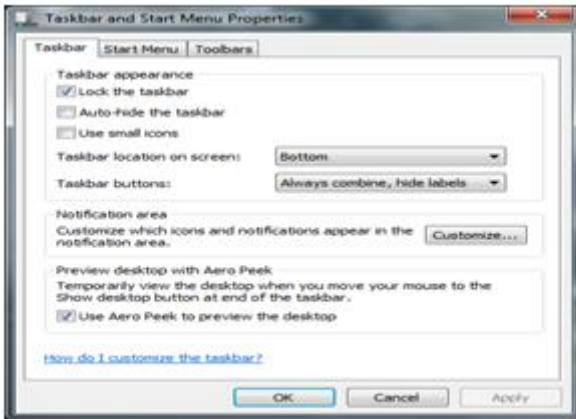 Taskbar and Start Menu Properties
Taskbar Start Menu Toolbars
Taskbar appearance
Lock the taskbar
Auto-hide the taskbar
Use small icons
Taskbar location on screen: Bottom
Taskbar buttons: Always combine, hide labels
Notification area
Customize which icons and notifications appear in the
notification area.
Customize...
Preview desktop with Aero Peek
Temporarily view the desktop when you move your mouse to the
Show desktop button at end of the taskbar.
Use Aero Peek to preview the desktop
How do I customize the taskbar?
OK Cancel Apply